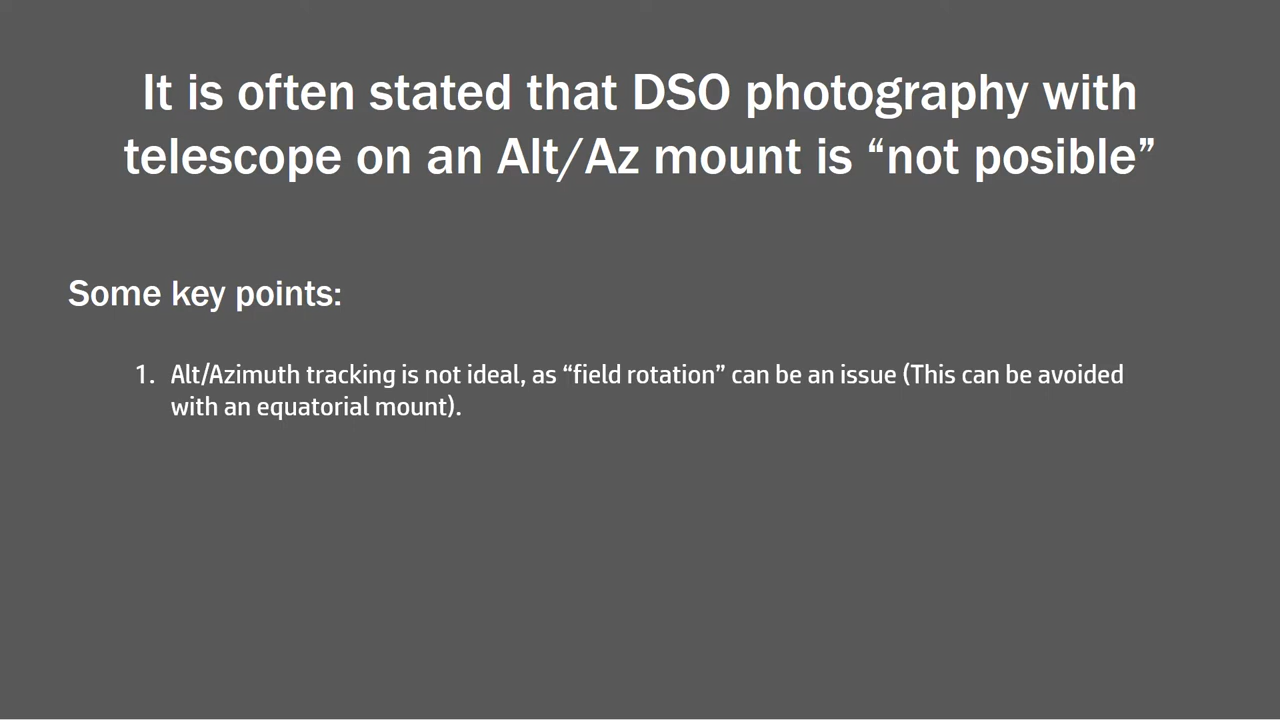 It is often stated that DSO photography with
telescope on an Alt/Az mount is “not posible”
Some key points:
1. Alt/Azimuth tracking is not ideal, as “field rotation” can be an issue (This can be avoided
with an equatorial mount).